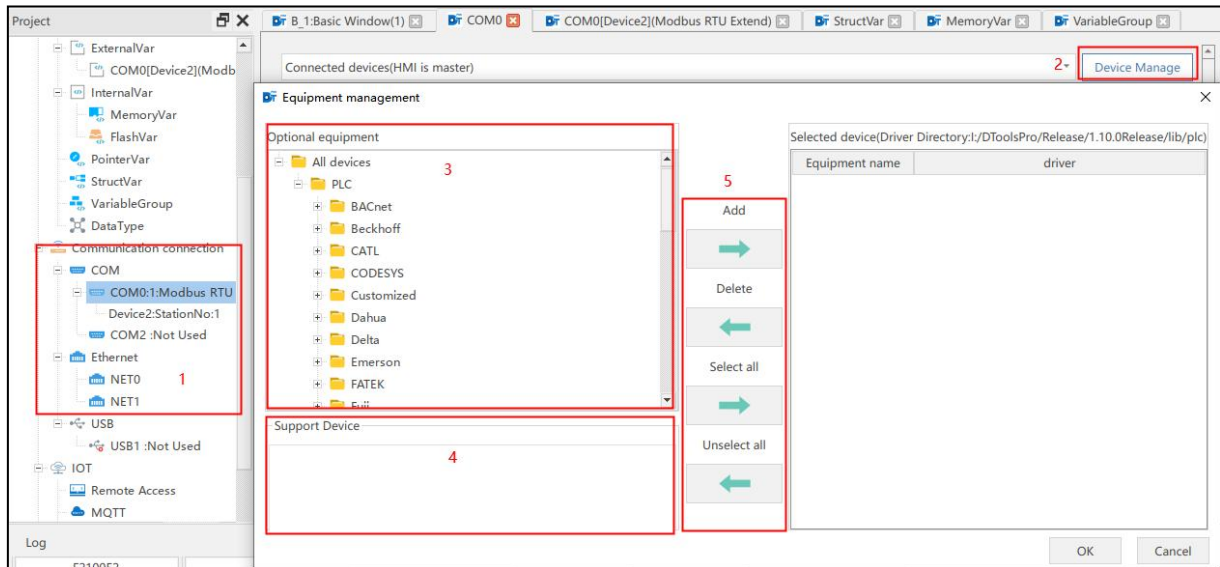 Project
B_1:Basic Window(1)
COM0
COM0[Device2](Modbus RTU Extend)
StructVar
MemoryVar
VariableGroup
ExternalVar
COM0[Device2](Modb
InternalVar
MemoryVar
FlashVar
PointerVar
StructVar
VariableGroup
DataType
Communication connection
COM
COM0:1:Modbus RTU
Device2:StationNo:1
COM2 :Not Used
Ethernet
NET0
1
NET1
USB
USB1 :Not Used
IOT
Remote Access
MQTT
Log
Connected devices(HMI is master)
2
Device Manage
Equipment management
Optional equipment
3
All devices
PLC
BACnet
Beckhoff
CATL
CODESYS
Customized
Dahua
Delta
Emerson
FATEK
Fuji
Support Device
4
5
Add
Delete
Select all
Unselect all
Selected device(Driver Directory:I:/DToolsPro/Release/1.10.0Release/lib/plc)
Equipment name
driver
OK
Cancel